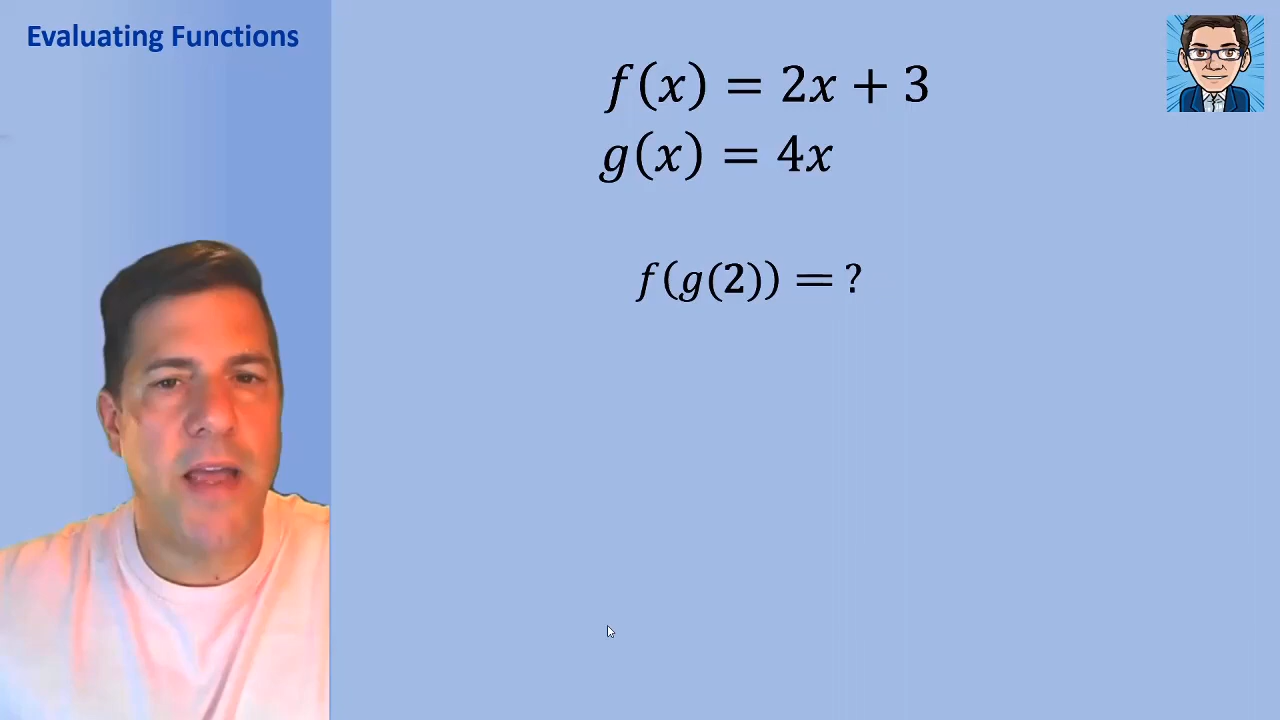 Evaluating Functions
f(x) = 2x + 3
g(x) = 4x
f(g(2)) = ?